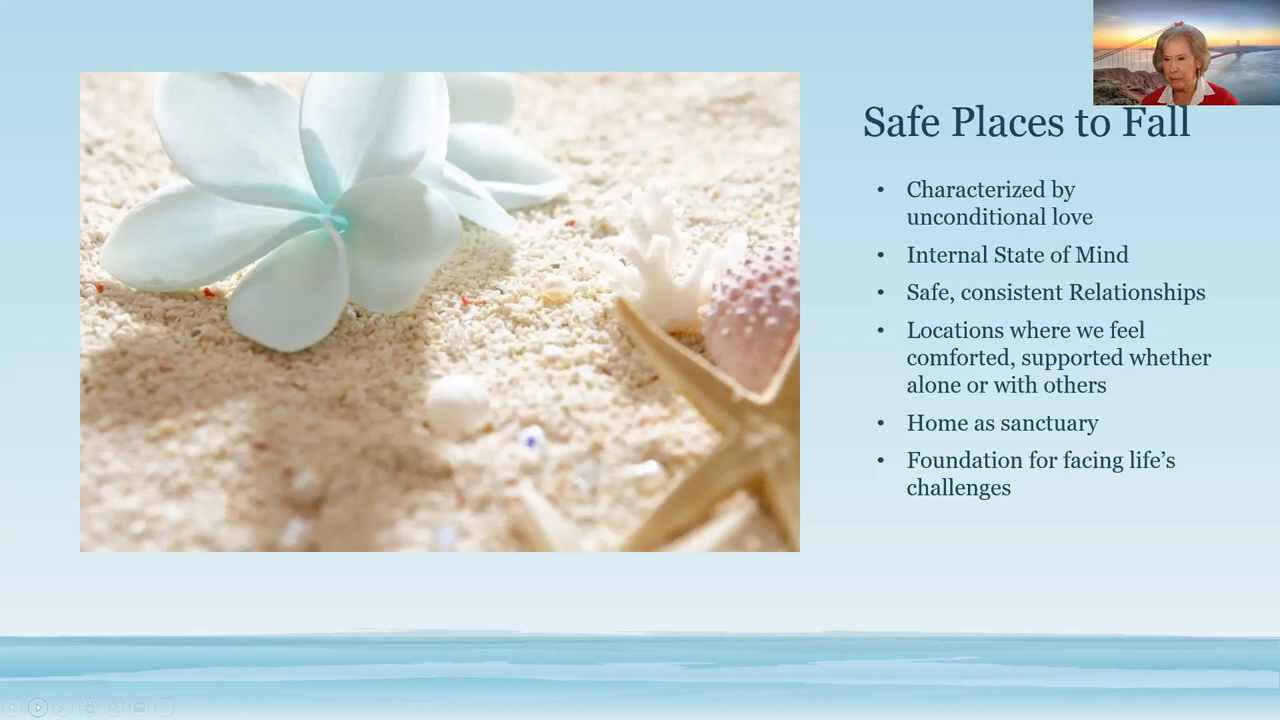 Safe Places to Fall
• Characterized by
unconditional love
• Internal State of Mind
• Safe, consistent Relationships
• Locations where we feel
comforted, supported whether
alone or with others
• Home as sanctuary
• Foundation for facing life’s
challenges